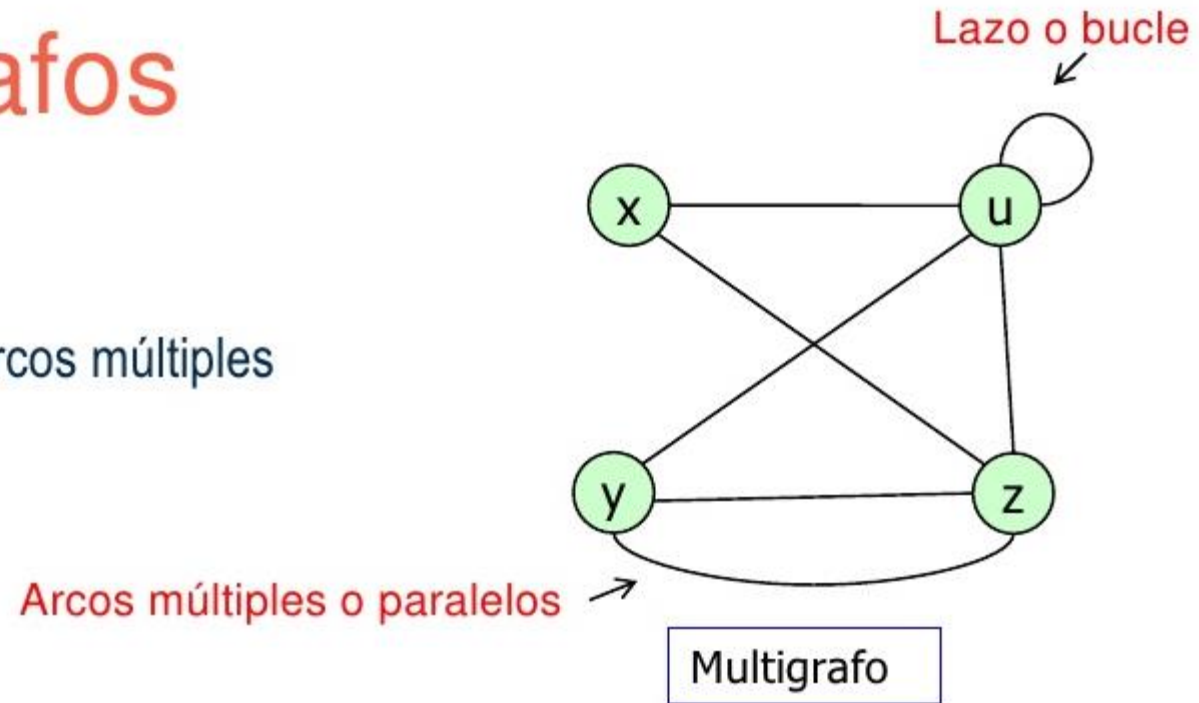 afos
Lazo o bucle
x
u
rcos múltiples
y
z
Arcos múltiples o paralelos
Multigrafo